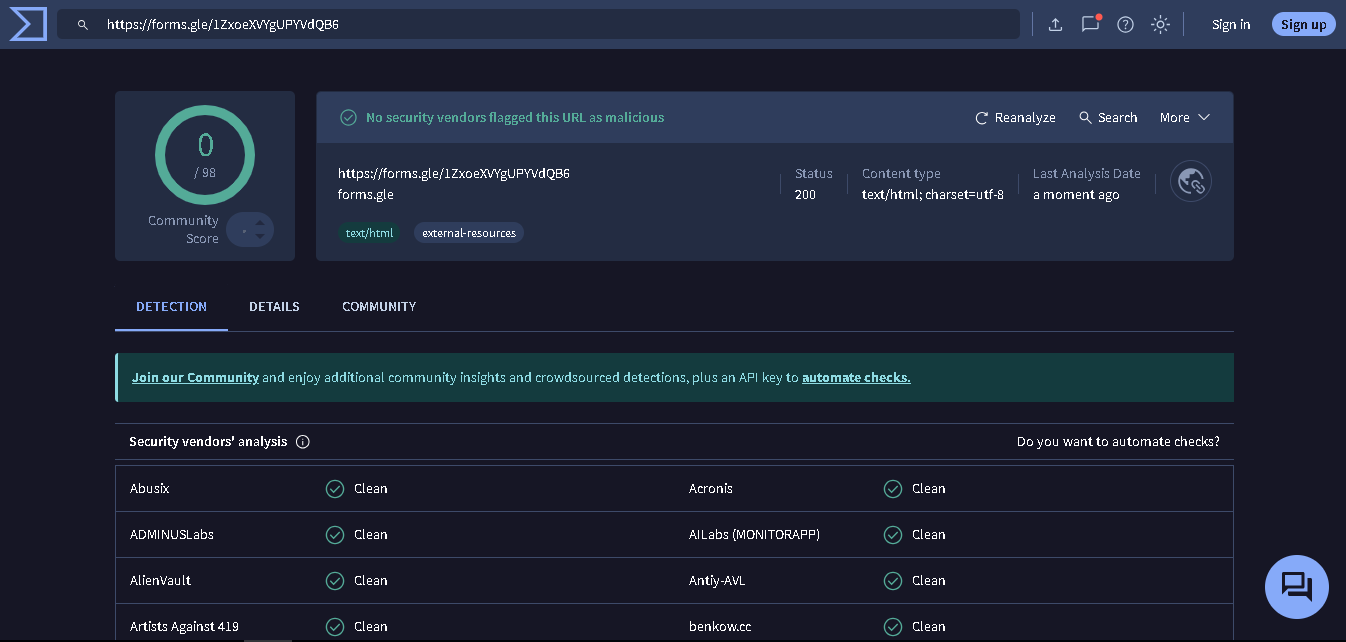 https://forms.gle/1ZxoeXVYgUPYVdQB6
Sign in
Sign up
0
/ 98
Community
Score
No security vendors flagged this URL as malicious
Reanalyze
Search
More
https://forms.gle/1ZxoeXVYgUPYVdQB6
forms.gle
Status
200
Content type
text/html; charset=utf-8
Last Analysis Date
a moment ago
text/html
external-resources
DETECTION
DETAILS
COMMUNITY
Join our Community and enjoy additional community insights and crowdsourced detections, plus an API key to automate checks.
Security vendors' analysis
Do you want to automate checks?
Abusix Clean Acronis Clean
ADMINUSLabs Clean AILabs (MONITORAPP) Clean
AlienVault Clean Antiy-AVL Clean
Artists Against 419 Clean benkow.cc Clean